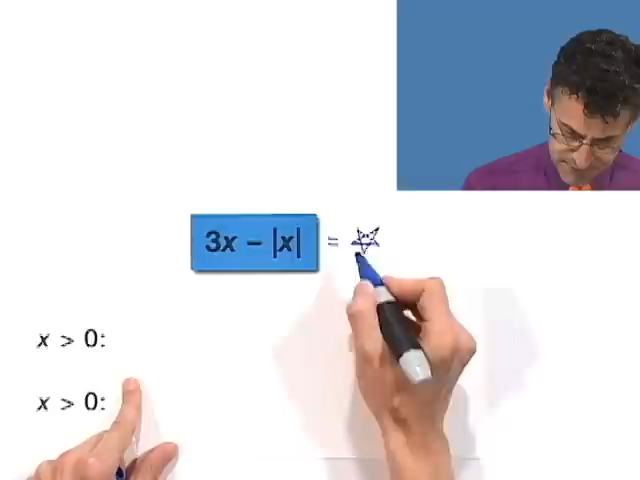 3x − |x| =
x > 0:
x > 0: